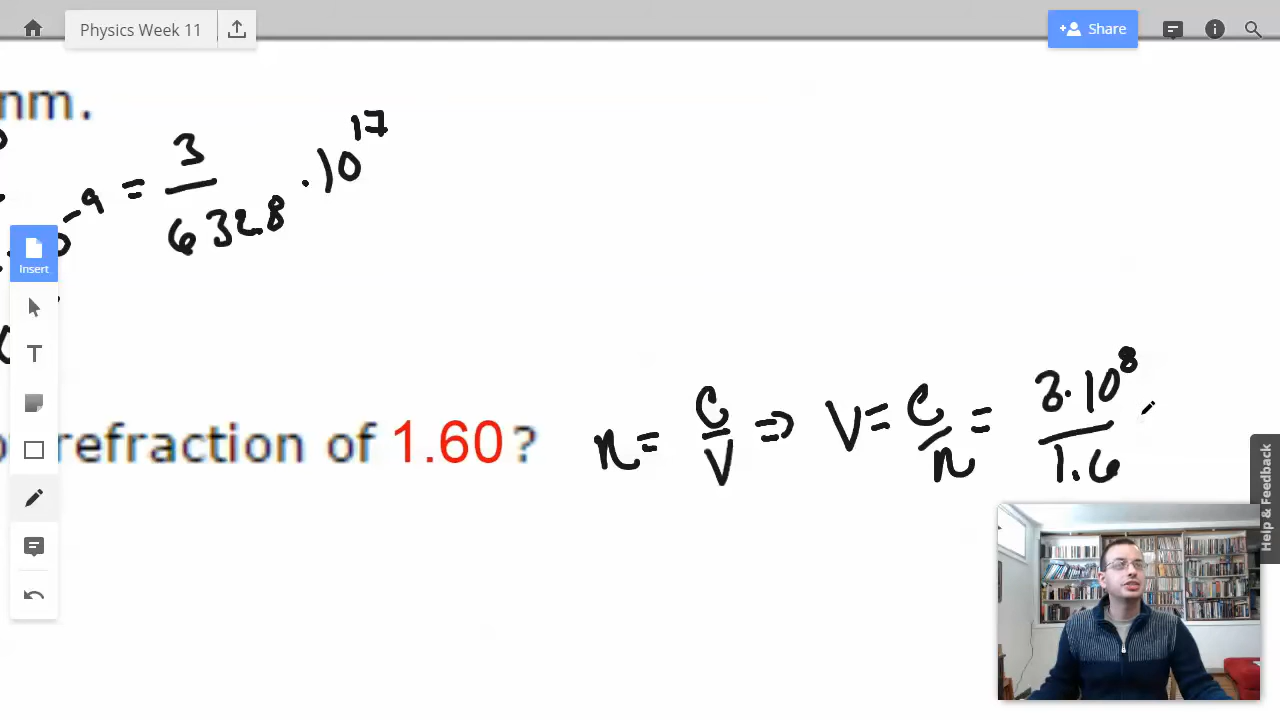 Physics Week 11
Share
nm.
-9 = 3/6328 · 10^17
Insert
T
refraction of 1.60?
n = c/v ⇒ v = c/n = 3·10^8/1.6
Help & Feedback